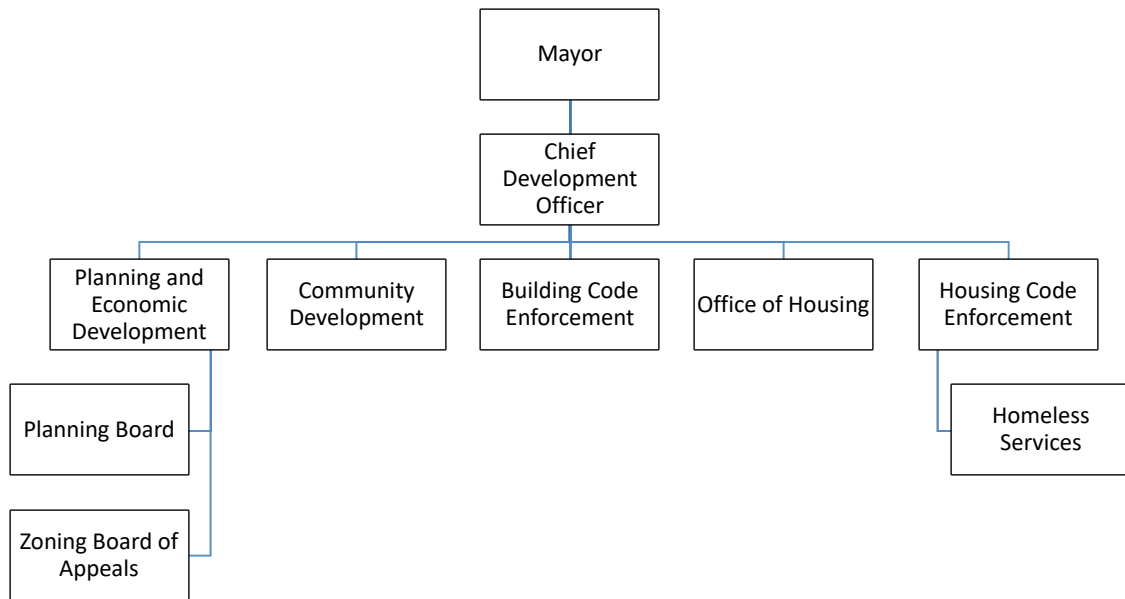 Mayor
Chief
Development
Officer
Planning and
Economic
Development
Community
Development
Building Code
Enforcement
Office of Housing
Housing Code
Enforcement
Planning Board
Homeless
Services
Zoning Board of
Appeals